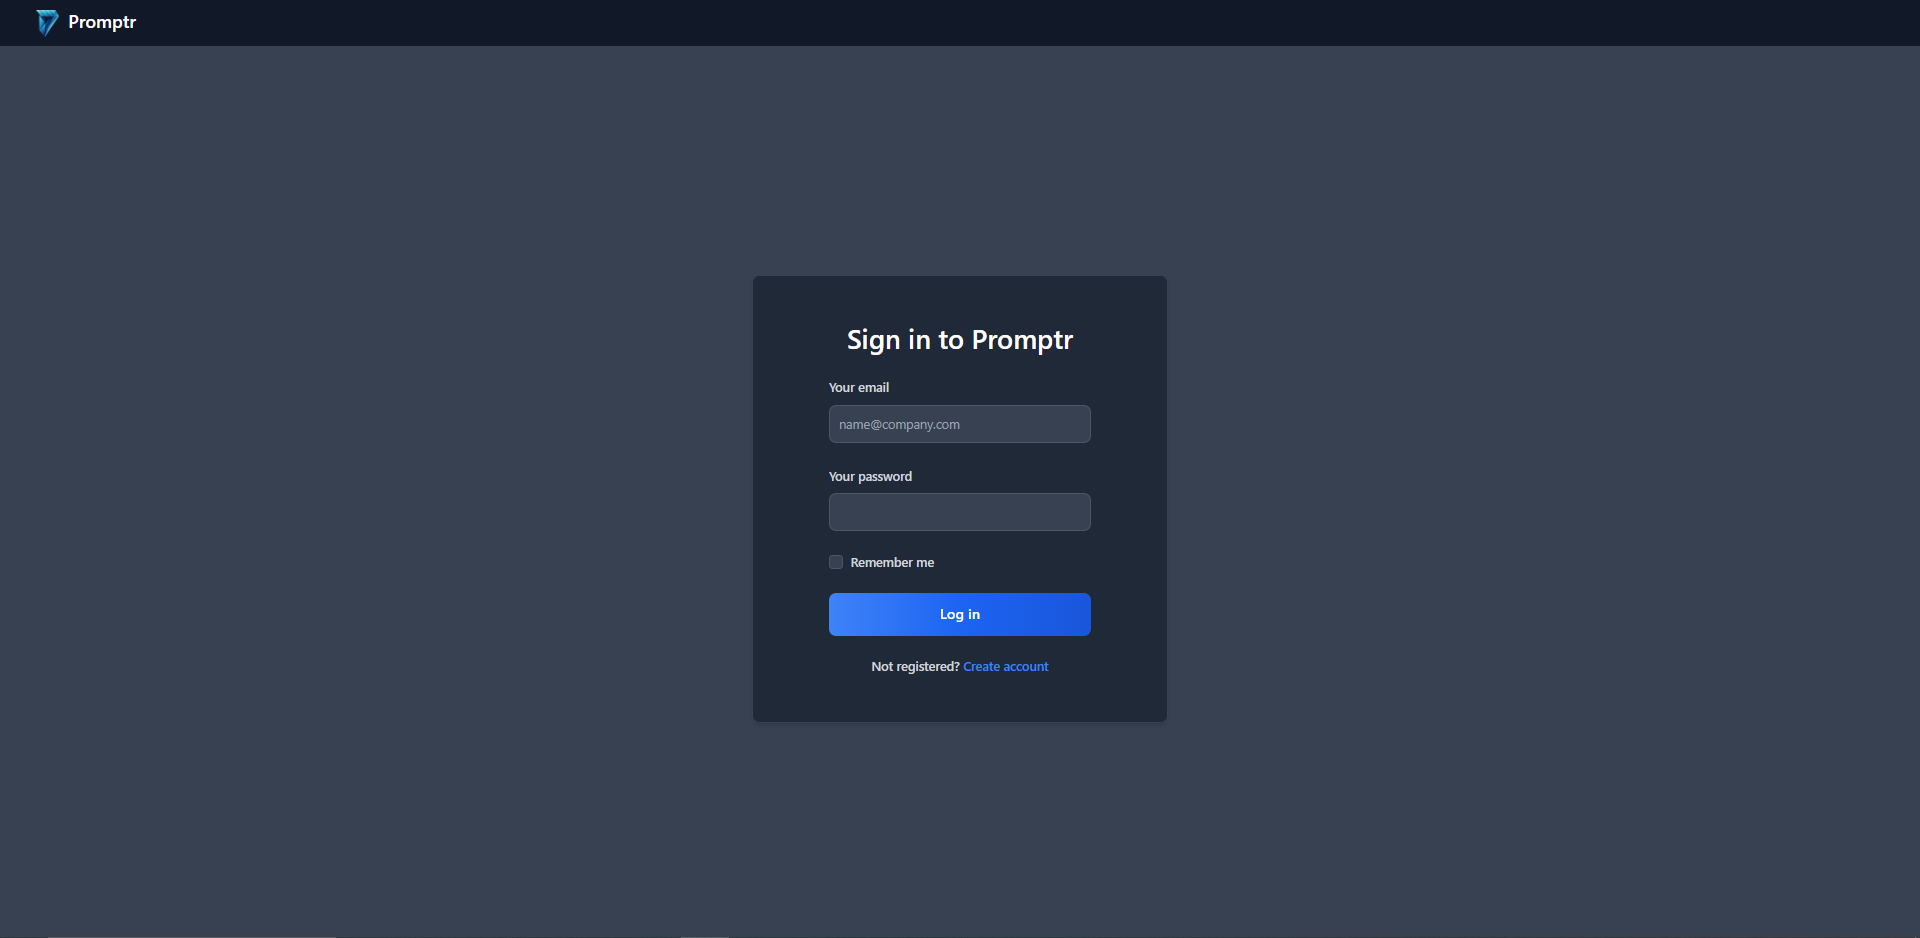 Promptr
Sign in to Promptr
Your email
name@company.com
Your password
Remember me
Log in
Not registered? Create account